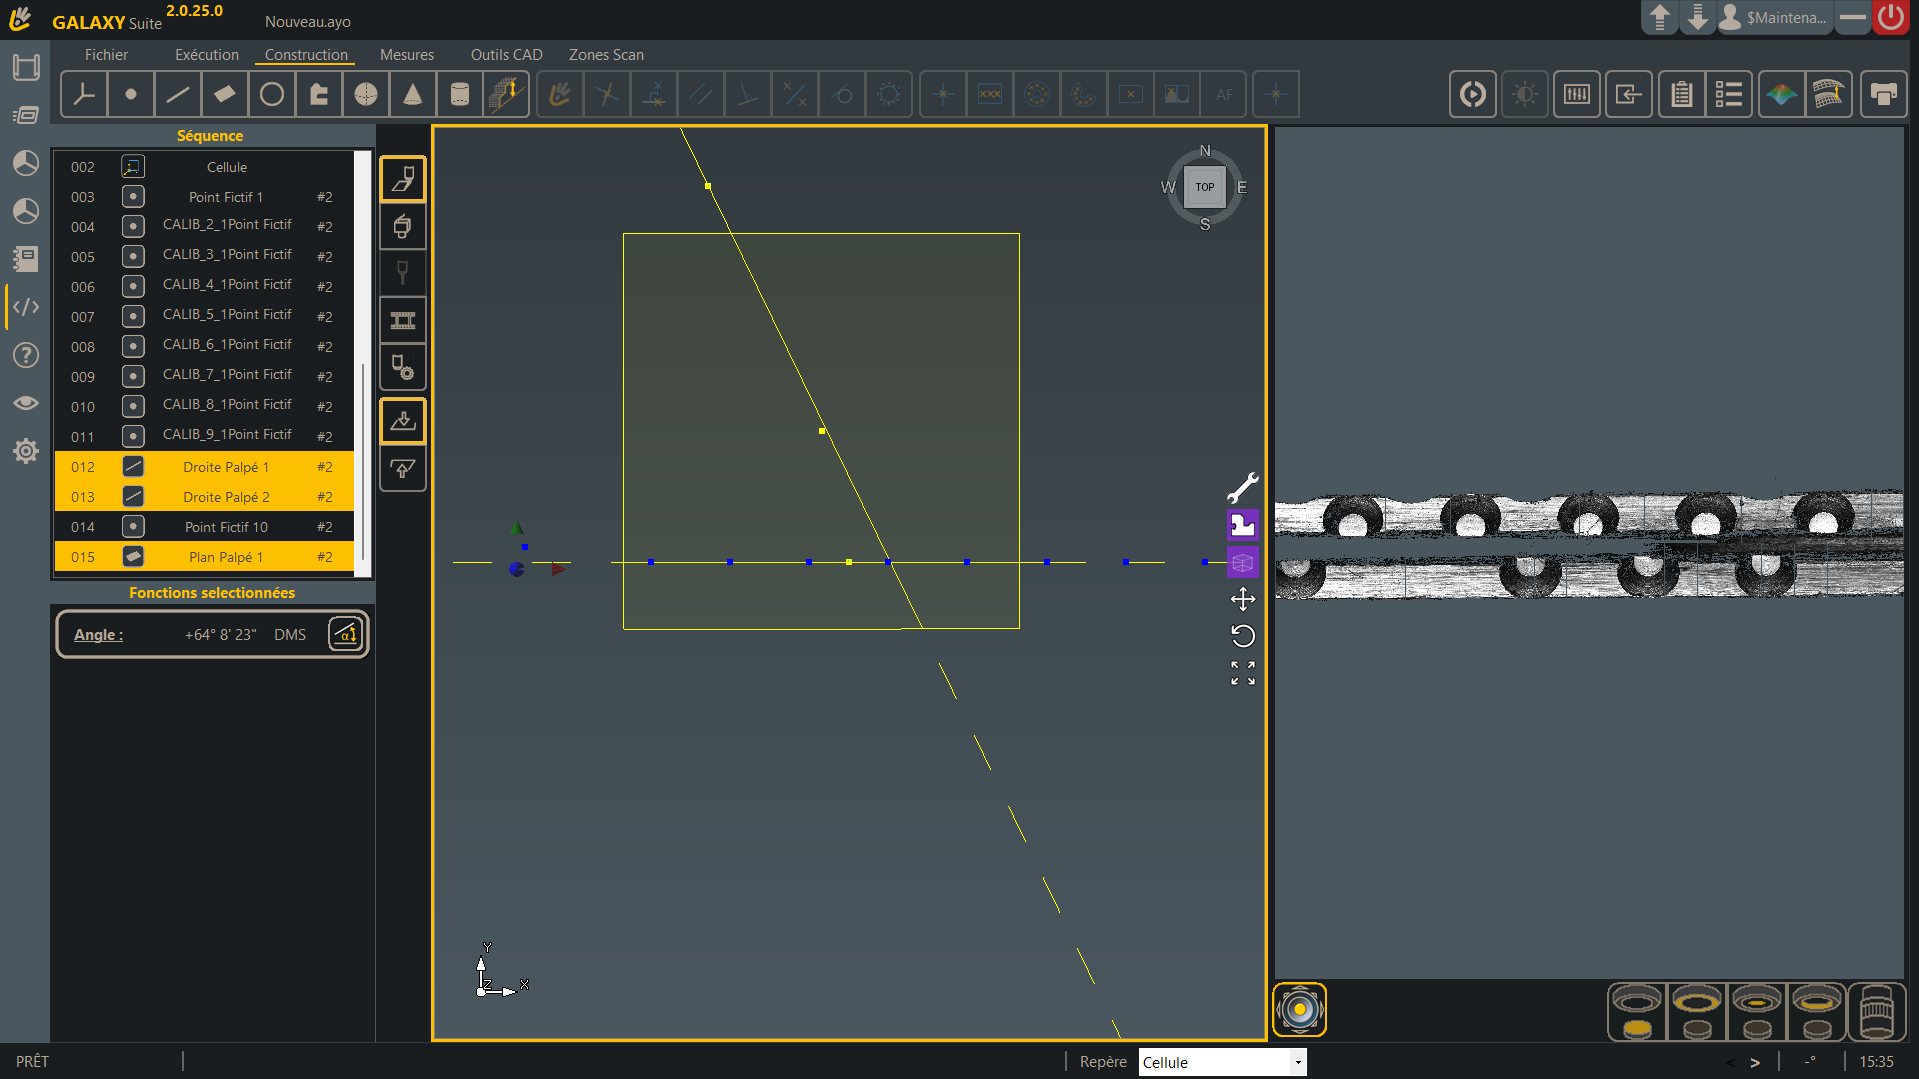 GALAXY Suite 2.0.25.0
Nouveau.ayo
$Maintena...
Fichier
Exécution
Construction
Mesures
Outils CAD
Zones Scan
AF
Séquence
002 Cellule
003 Point Fictif 1 #2
004 CALIB_2_1Point Fictif #2
005 CALIB_3_1Point Fictif #2
006 CALIB_4_1Point Fictif #2
007 CALIB_5_1Point Fictif #2
008 CALIB_6_1Point Fictif #2
009 CALIB_7_1Point Fictif #2
010 CALIB_8_1Point Fictif #2
011 CALIB_9_1Point Fictif #2
012 Droite Palpé 1 #2
013 Droite Palpé 2 #2
014 Point Fictif 10 #2
015 Plan Palpé 1 #2
Fonctions selectionnées
Angle : +64° 8' 23" DMS
N
W TOP E
S
Y
Z X
PRÊT
Repère Cellule
< >
-°
15:35